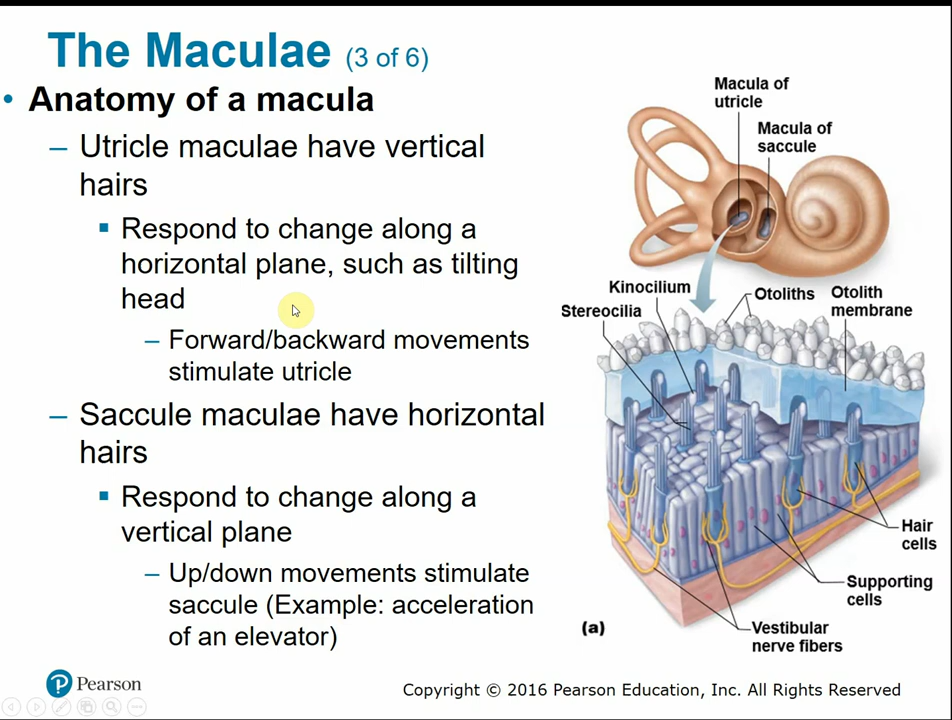 The Maculae (3 of 6)
• Anatomy of a macula
– Utricle maculae have vertical
hairs
▪ Respond to change along a
horizontal plane, such as tilting
head
– Forward/backward movements
stimulate utricle
– Saccule maculae have horizontal
hairs
▪ Respond to change along a
vertical plane
– Up/down movements stimulate
saccule (Example: acceleration
of an elevator)
Macula of
utricle
Macula of
saccule
Kinocilium
Stereocilia
Otoliths
Otolith
membrane
Hair
cells
Supporting
cells
Vestibular
nerve fibers
(a)
P Pearson
Copyright © 2016 Pearson Education, Inc. All Rights Reserved